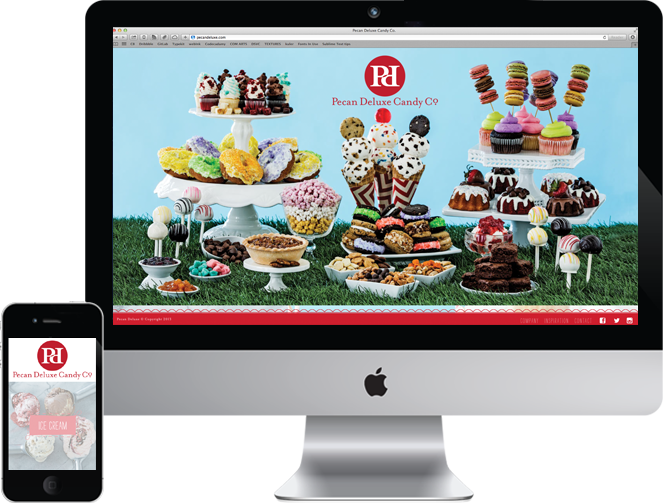 Pecan Deluxe Candy Co.
pecandeluxe.com
PD
Pecan Deluxe Candy Co
Pecan Deluxe © Copyright 2013
COMPANY INSPIRATION CONTACT
PD
Pecan Deluxe Candy Co
ICE CREAM